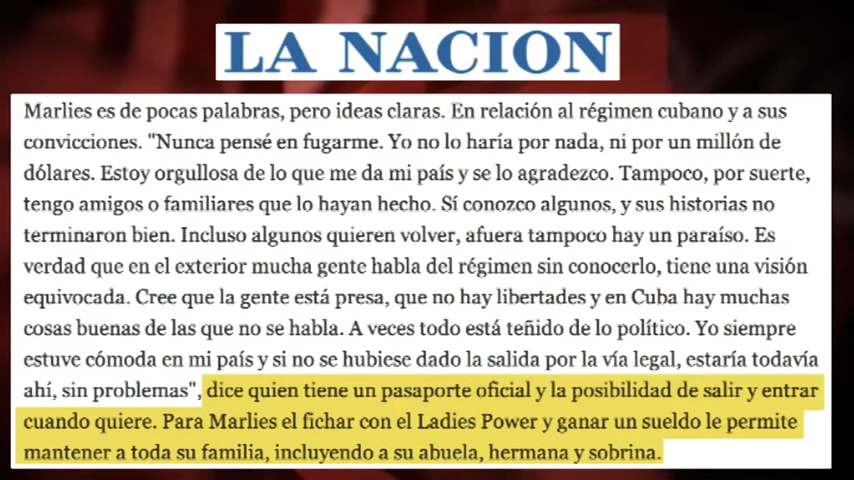 LA NACION
Marlies es de pocas palabras, pero ideas claras. En relación al régimen cubano y a sus
convicciones. "Nunca pensé en fugarme. Yo no lo haría por nada, ni por un millón de
dólares. Estoy orgullosa de lo que me da mi país y se lo agradezco. Tampoco, por suerte,
tengo amigos o familiares que lo hayan hecho. Sí conozco algunos, y sus historias no
terminaron bien. Incluso algunos quieren volver, afuera tampoco hay un paraíso. Es
verdad que en el exterior mucha gente habla del régimen sin conocerlo, tiene una visión
equivocada. Cree que la gente está presa, que no hay libertades y en Cuba hay muchas
cosas buenas de las que no se habla. A veces todo está teñido de lo político. Yo siempre
estuve cómoda en mi país y si no se hubiese dado la salida por la vía legal, estaría todavía
ahí, sin problemas", dice quien tiene un pasaporte oficial y la posibilidad de salir y entrar
cuando quiere. Para Marlies el fichar con el Ladies Power y ganar un sueldo le permite
mantener a toda su familia, incluyendo a su abuela, hermana y sobrina.